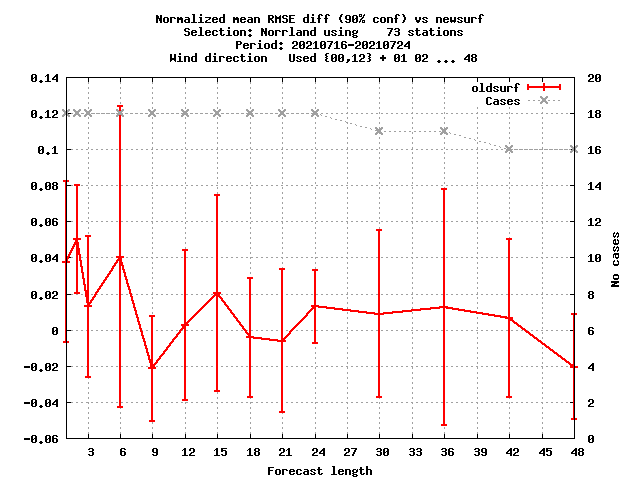 Normalized mean RMSE diff (90% conf) vs newsurf
Selection: Norrland using    73 stations
Period: 20210716-20210724
Wind direction   Used {00,12} + 01 02 ... 48
oldsurf
Cases
0.14
0.12
0.1
0.08
0.06
0.04
0.02
0
-0.02
-0.04
-0.06
20
18
16
14
12
10
8
6
4
2
0
No cases
3 6 9 12 15 18 21 24 27 30 33 36 39 42 45 48
Forecast length